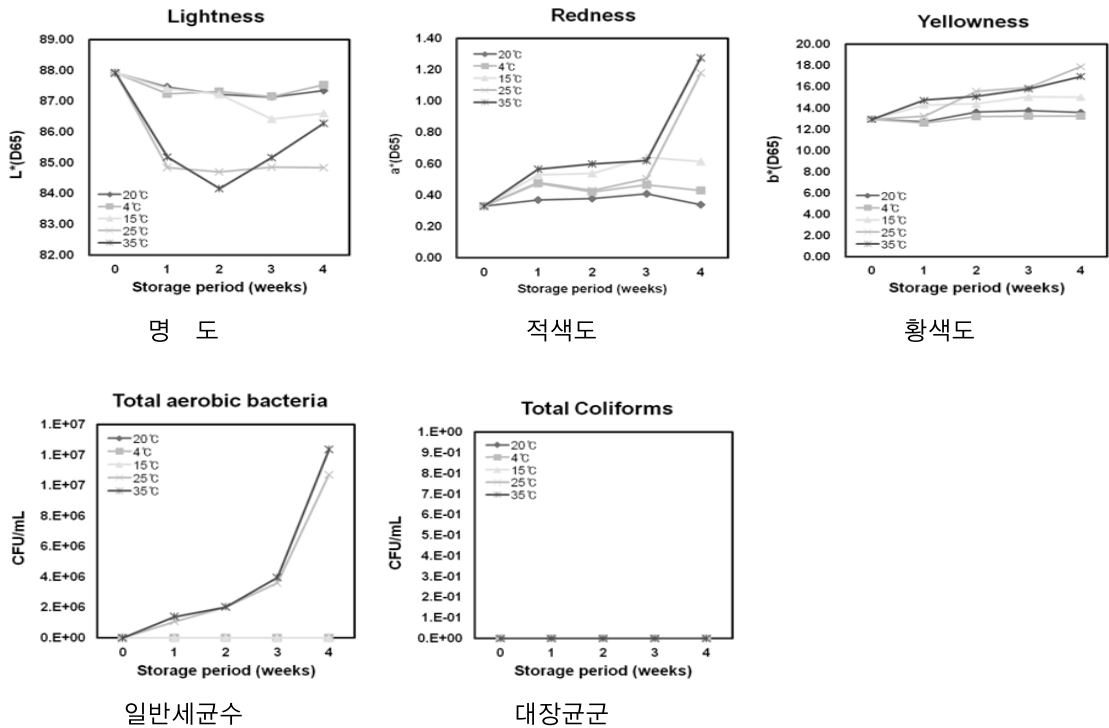 Lightness
89.00
88.00
87.00
86.00
85.00
84.00
83.00
82.00
L*(D65)
20℃
4℃
15℃
25℃
35℃
0 1 2 3 4
Storage period (weeks)
명 도
Redness
1.40
1.20
1.00
0.80
0.60
0.40
0.20
0.00
a*(D65)
20℃
4℃
15℃
25℃
35℃
0 1 2 3 4
Storage period (weeks)
적색도
Yellowness
20.00
18.00
16.00
14.00
12.00
10.00
8.00
6.00
4.00
2.00
0.00
b*(D65)
20℃
4℃
15℃
25℃
35℃
0 1 2 3 4
Storage period (weeks)
황색도
Total aerobic bacteria
1.E+07
1.E+07
1.E+07
8.E+06
6.E+06
4.E+06
2.E+06
0.E+00
CFU/mL
20℃
4℃
15℃
25℃
35℃
0 1 2 3 4
Storage period (weeks)
일반세균수
Total Coliforms
1.E+00
9.E-01
8.E-01
7.E-01
6.E-01
5.E-01
4.E-01
3.E-01
2.E-01
1.E-01
0.E+00
CFU/mL
20℃
4℃
15℃
25℃
35℃
0 1 2 3 4
Storage period (weeks)
대장균군